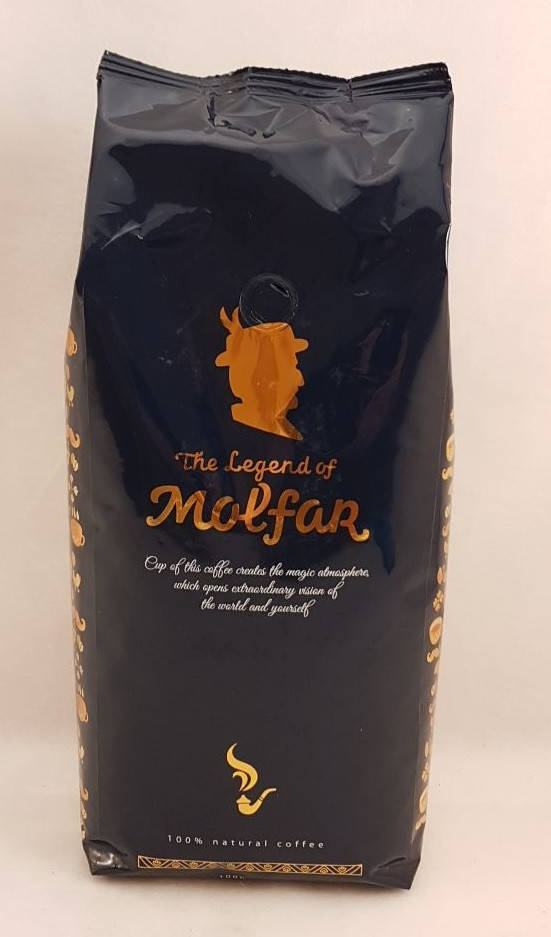 The Legend of
Molfar
Cup of this coffee creates the magic atmosphere,
which opens extraordinary vision of
the world and yourself
100% natural coffee